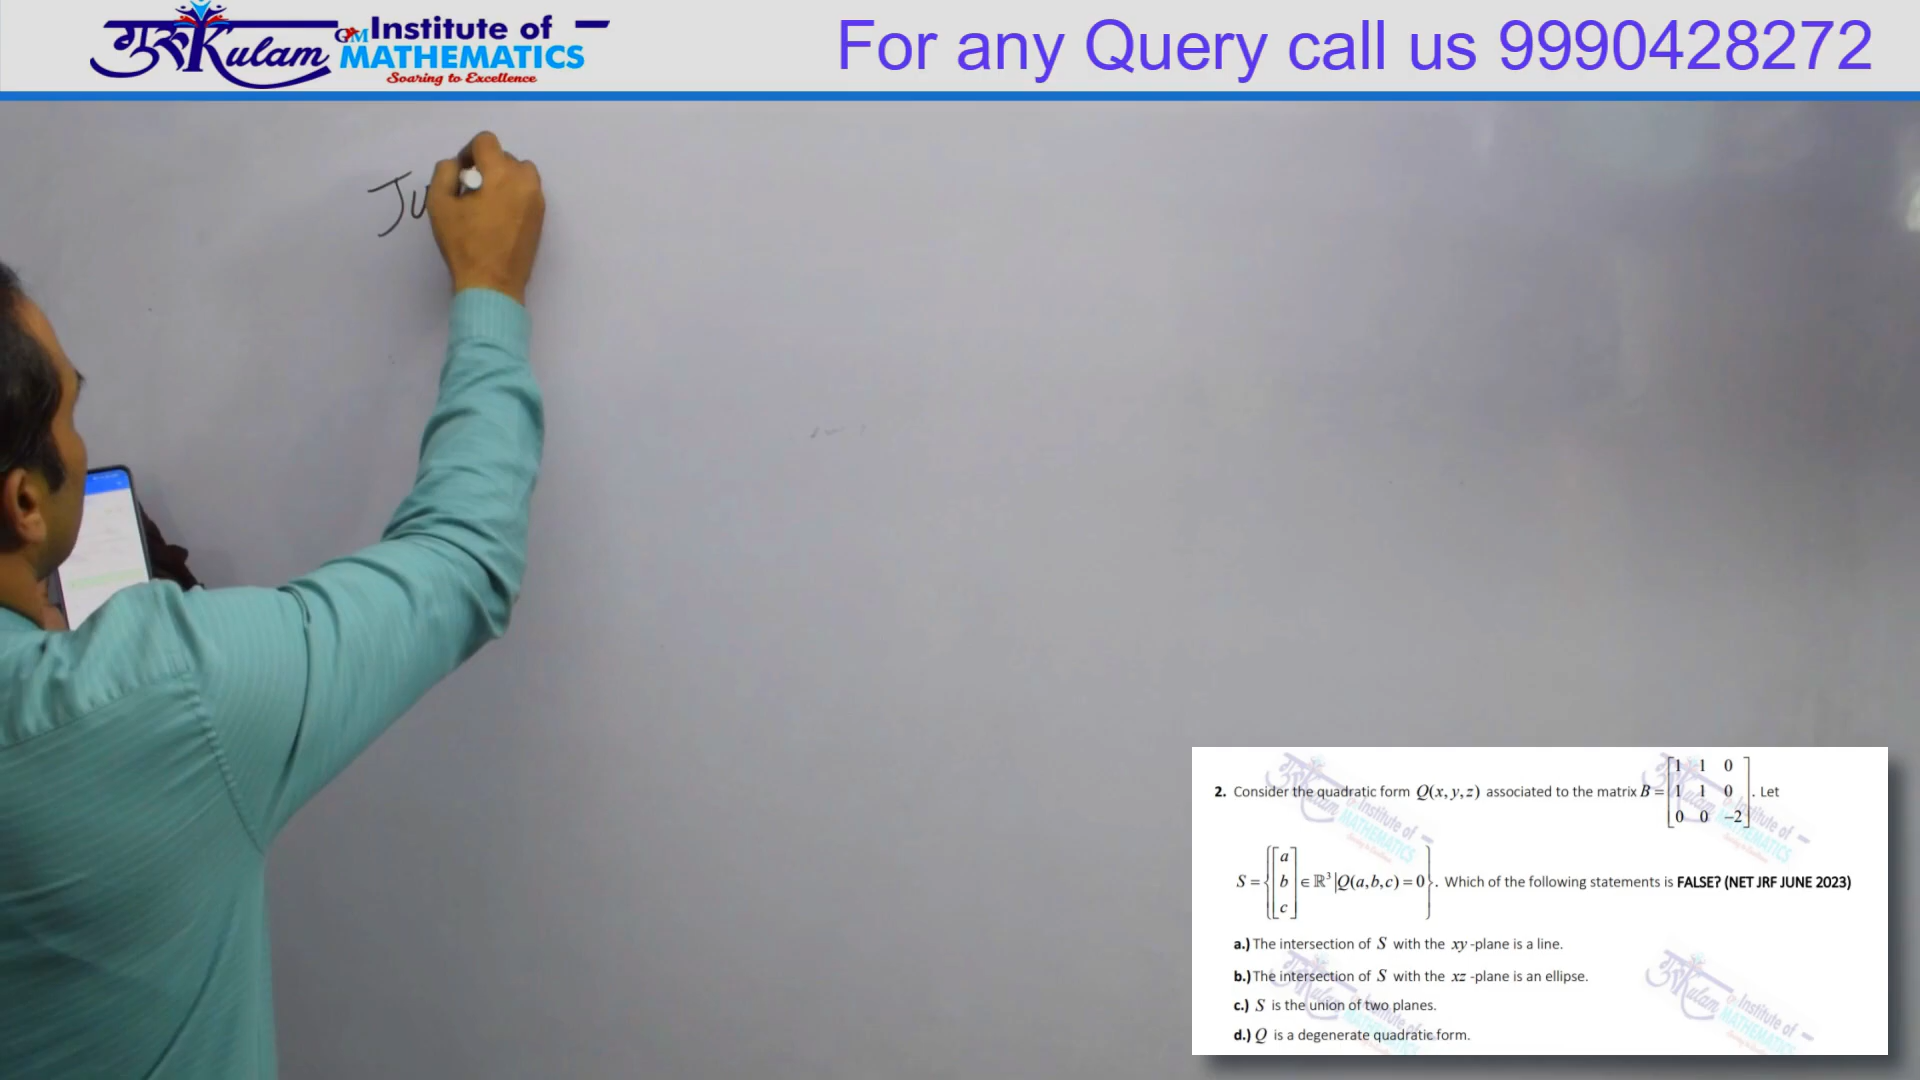 गुरुKulam GM Institute of
MATHEMATICS
Soaring to Excellence
For any Query call us 9990428272
Ju
2. Consider the quadratic form Q(x, y, z) associated to the matrix B = [1 1 0
1 1 0
0 0 −2]. Let
S = {[a
b
c] ∈ ℝ³ | Q(a,b,c) = 0}. Which of the following statements is FALSE? (NET JRF JUNE 2023)
a.) The intersection of S with the xy-plane is a line.
b.) The intersection of S with the xz-plane is an ellipse.
c.) S is the union of two planes.
d.) Q is a degenerate quadratic form.